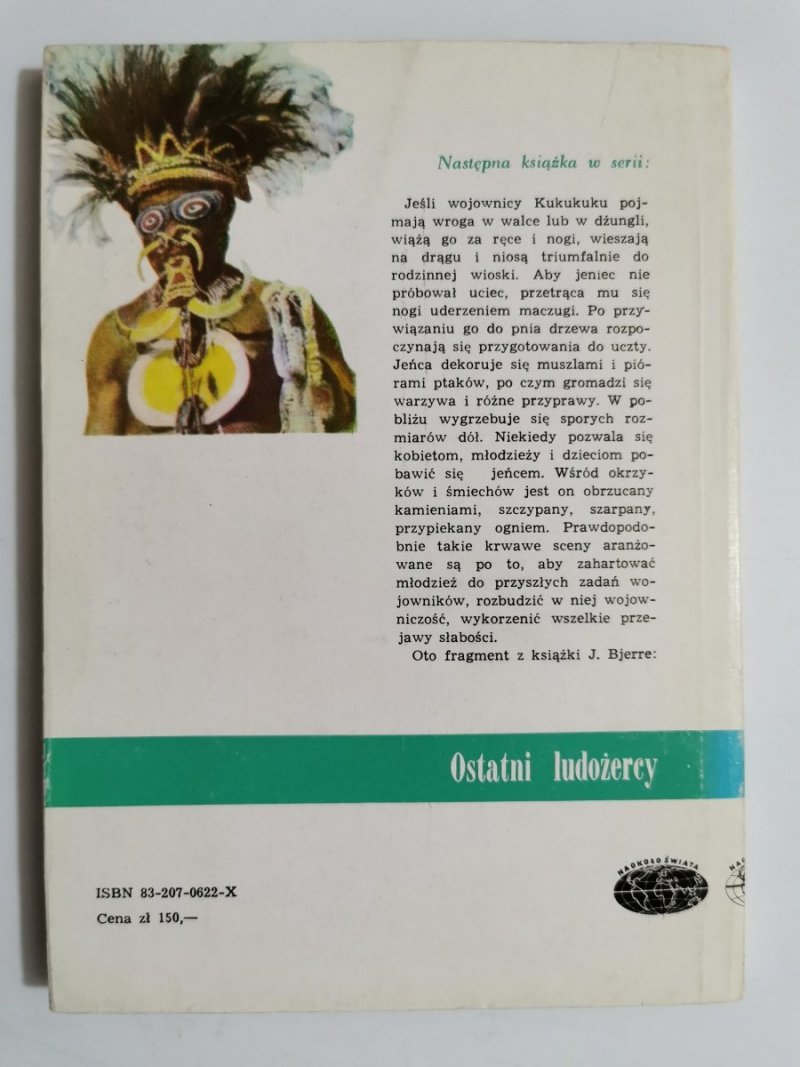 Następna książka w serii:
Jeśli wojownicy Kukukuku poj-
mają wroga w walce lub w dżungli,
wiążą go za ręce i nogi, wieszają
na drągu i niosą triumfalnie do
rodzinnej wioski. Aby jeniec nie
próbował uciec, przetrąca mu się
nogi uderzeniem maczugi. Po przy-
wiązaniu go do pnia drzewa rozpo-
czynają się przygotowania do uczty.
Jeńca dekoruje się muszlami i pió-
rami ptaków, po czym gromadzi się
warzywa i różne przyprawy. W po-
bliżu wygrzebuje się sporych roz-
miarów dół. Niekiedy pozwala się
kobietom, młodzieży i dzieciom po-
bawić się jeńcem. Wśród okrzy-
ków i śmiechów jest on obrzucany
kamieniami, szczypany, szarpany,
przypiekany ogniem. Prawdopodo-
bnie takie krwawe sceny aranżo-
wane są po to, aby zahartować
młodzież do przyszłych zadań wo-
jowników, rozbudzić w niej wojow-
niczość, wykorzenić wszelkie prze-
jawy słabości.
Oto fragment z książki J. Bjerre:
Ostatni ludożercy
NAOKOŁO ŚWIATA
NAO
ISBN 83-207-0622-X
Cena zł 150,—